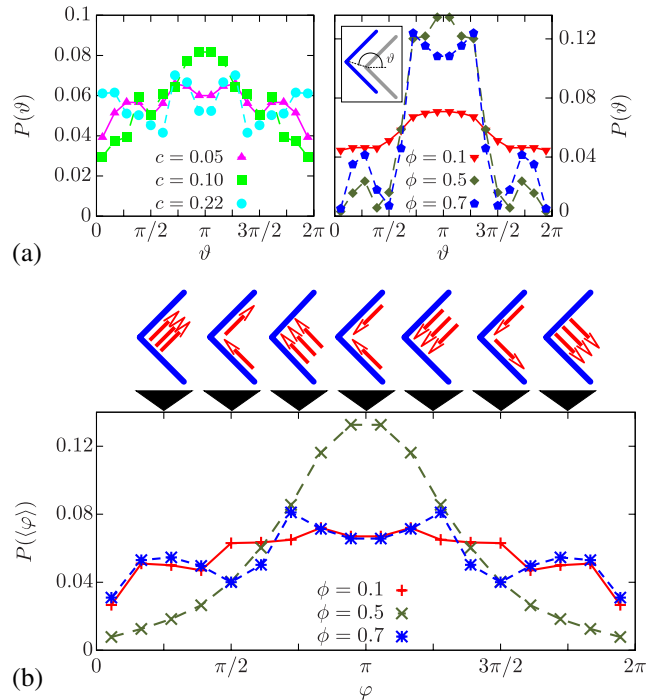 0.1
0.08
0.06
0.04
0.02
0
P(ϑ)
c = 0.05
c = 0.10
c = 0.22
0 π/2 π 3π/2 2π
ϑ
(a)
ϑ
ϕ = 0.1
ϕ = 0.5
ϕ = 0.7
0.12
0.08
0.04
0
P(ϑ)
0 π/2 π 3π/2 2π
ϑ
0.12
0.08
0.04
0
P(⟨φ⟩)
ϕ = 0.1
ϕ = 0.5
ϕ = 0.7
0 π/2 π 3π/2 2π
φ
(b)